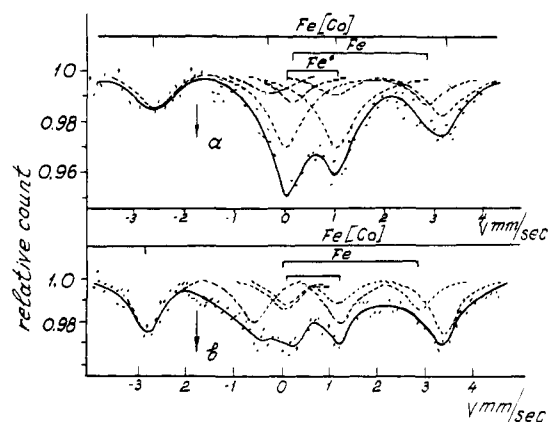 Fe[Co]
Fe
Fe*
1.0
0.98
0.96
a
-3 -2 -1 0 1 2 3 4 V mm/sec
Fe[Co]
Fe
1.0
0.98
b
-3 -2 -1 0 1 2 3 4
V mm/sec
relative count